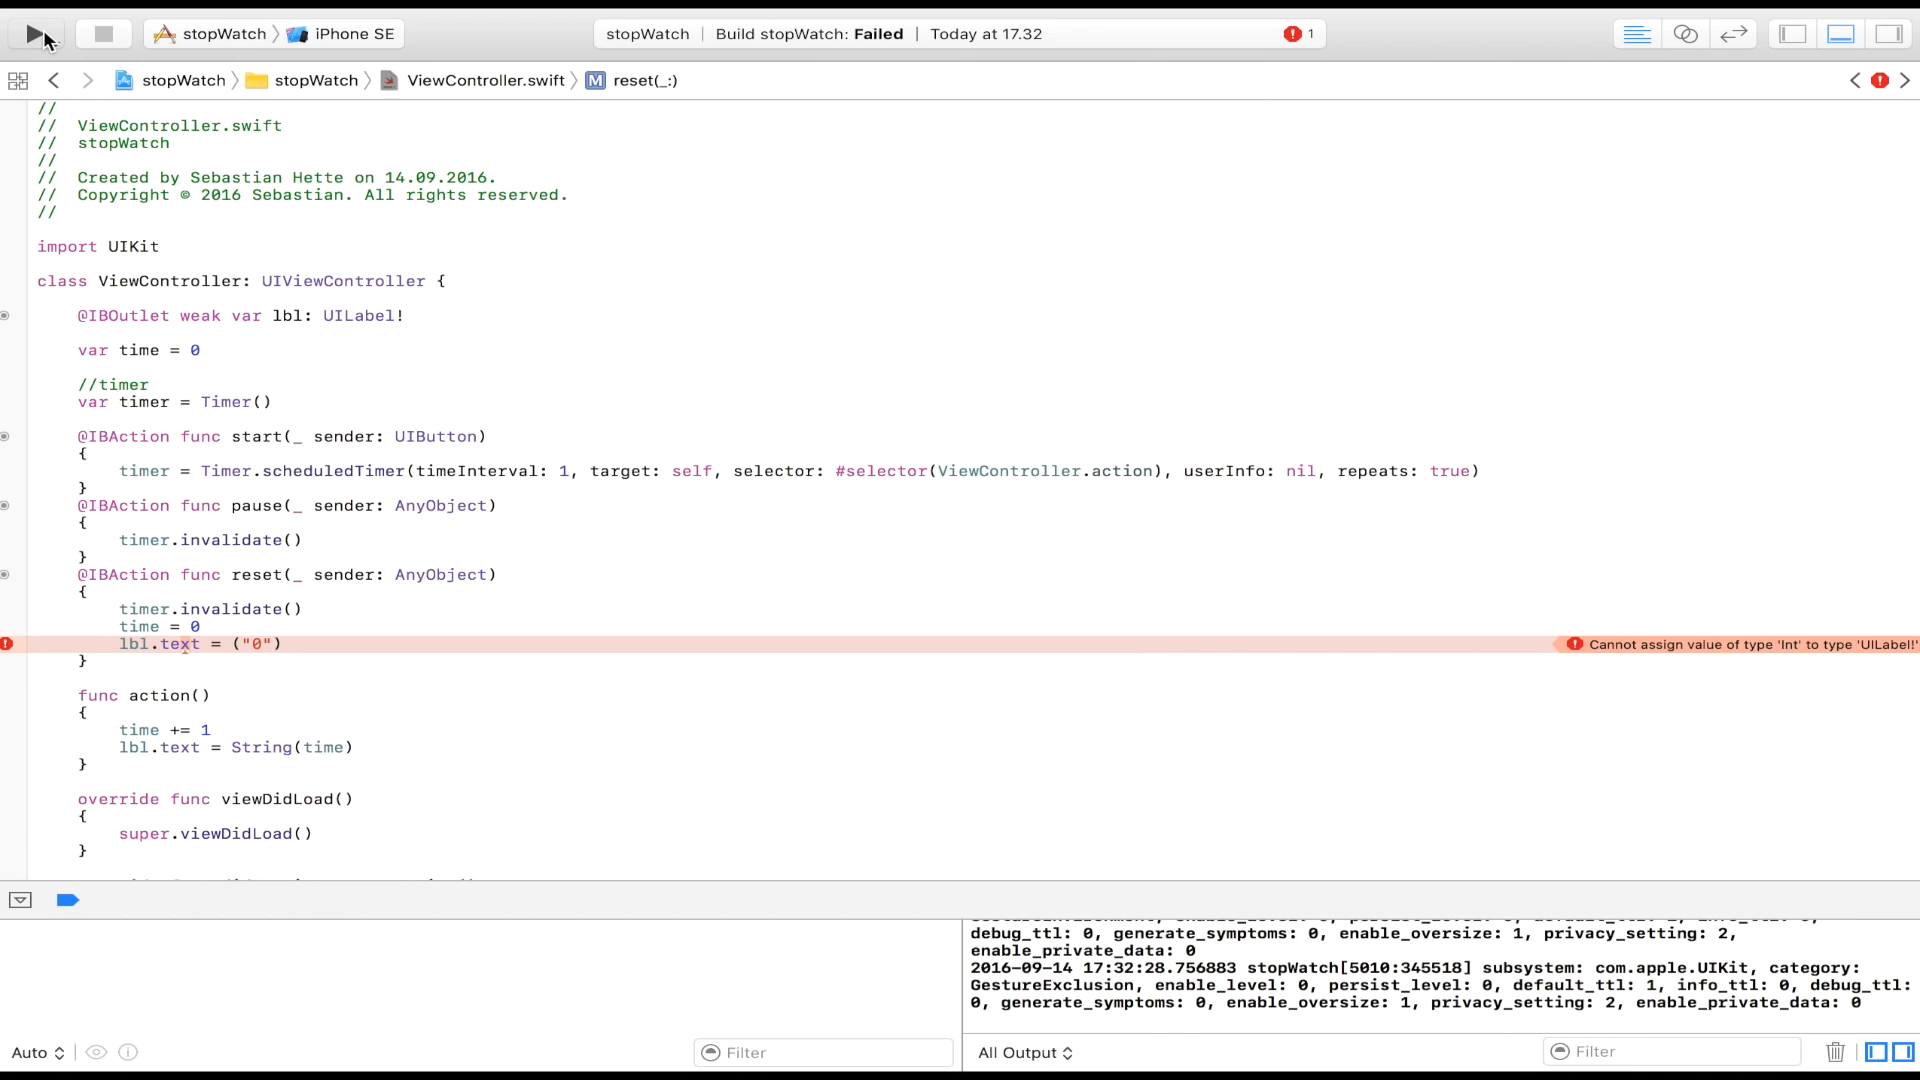 stopWatch iPhone SE stopWatch | Build stopWatch: Failed | Today at 17.32 1
stopWatch stopWatch ViewController.swift M reset(_:)
//
// ViewController.swift
// stopWatch
//
// Created by Sebastian Hette on 14.09.2016.
// Copyright © 2016 Sebastian. All rights reserved.
//
import UIKit
class ViewController: UIViewController {
@IBOutlet weak var lbl: UILabel!
var time = 0
//timer
var timer = Timer()
@IBAction func start(_ sender: UIButton)
{
timer = Timer.scheduledTimer(timeInterval: 1, target: self, selector: #selector(ViewController.action), userInfo: nil, repeats: true)
}
@IBAction func pause(_ sender: AnyObject)
{
timer.invalidate()
}
@IBAction func reset(_ sender: AnyObject)
{
timer.invalidate()
time = 0
lbl.text = ("0") Cannot assign value of type 'Int' to type 'UILabel!'
}
func action()
{
time += 1
lbl.text = String(time)
}
override func viewDidLoad()
{
super.viewDidLoad()
}
debug_ttl: 0, generate_symptoms: 0, enable_oversize: 1, privacy_setting: 2,
enable_private_data: 0
2016-09-14 17:32:28.756883 stopWatch[5010:345518] subsystem: com.apple.UIKit, category:
GestureExclusion, enable_level: 0, persist_level: 0, default_ttl: 1, info_ttl: 0, debug_ttl:
0, generate_symptoms: 0, enable_oversize: 1, privacy_setting: 2, enable_private_data: 0
Auto Filter All Output Filter